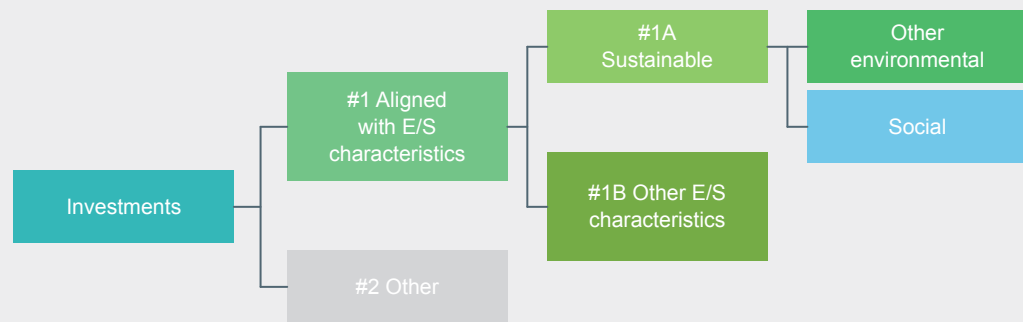 #1A
Sustainable
Other
environmental
#1 Aligned
with E/S
characteristics
Social
Investments
#1B Other E/S
characteristics
#2 Other